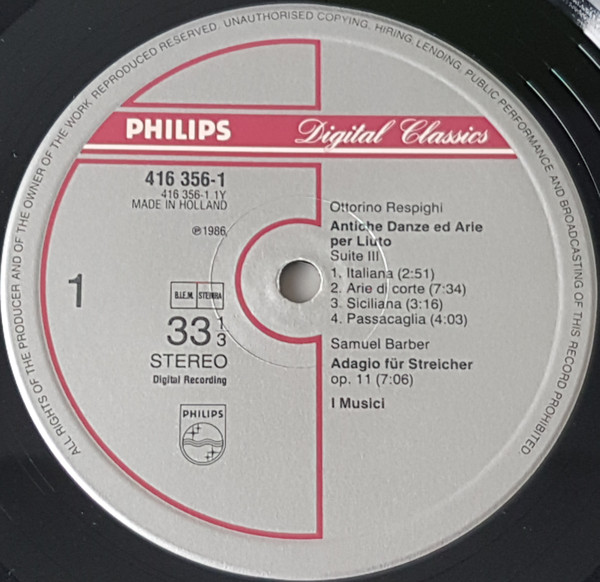 ALL RIGHTS OF THE PRODUCER AND OF THE OWNER OF THE WORK REPRODUCED RESERVED. UNAUTHORISED COPYING, HIRING, LENDING, PUBLIC PERFORMANCE AND BROADCASTING OF THIS RECORD PROHIBITED
PHILIPS Digital Classics
416 356-1
416 356-1.1Y
MADE IN HOLLAND
℗1986
1
B.I.E.M. STEMRA
33 1/3
STEREO
Digital Recording
PHILIPS
Ottorino Respighi
Antiche Danze ed Arie
per Liuto
Suite III
1. Italiana (2:51)
2. Arie di corte (7:34)
3. Siciliana (3:16)
4. Passacaglia (4:03)
Samuel Barber
Adagio für Streicher
op. 11 (7:06)
I Musici